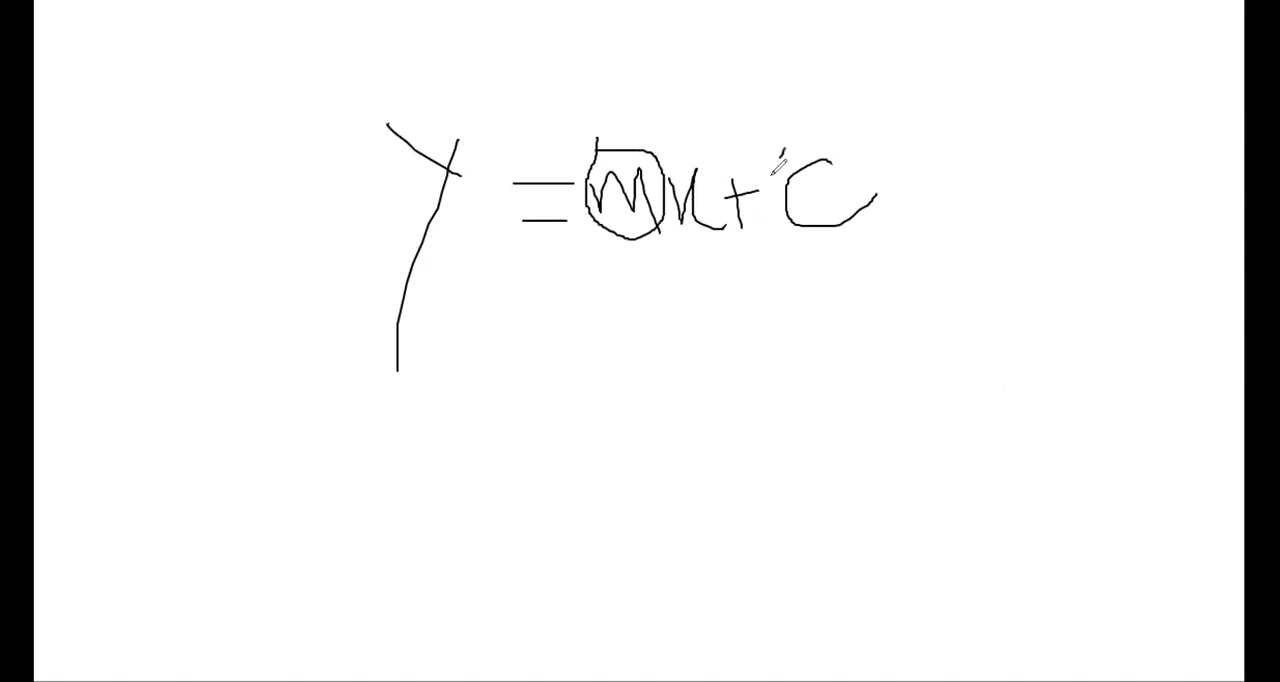 y = mx + c